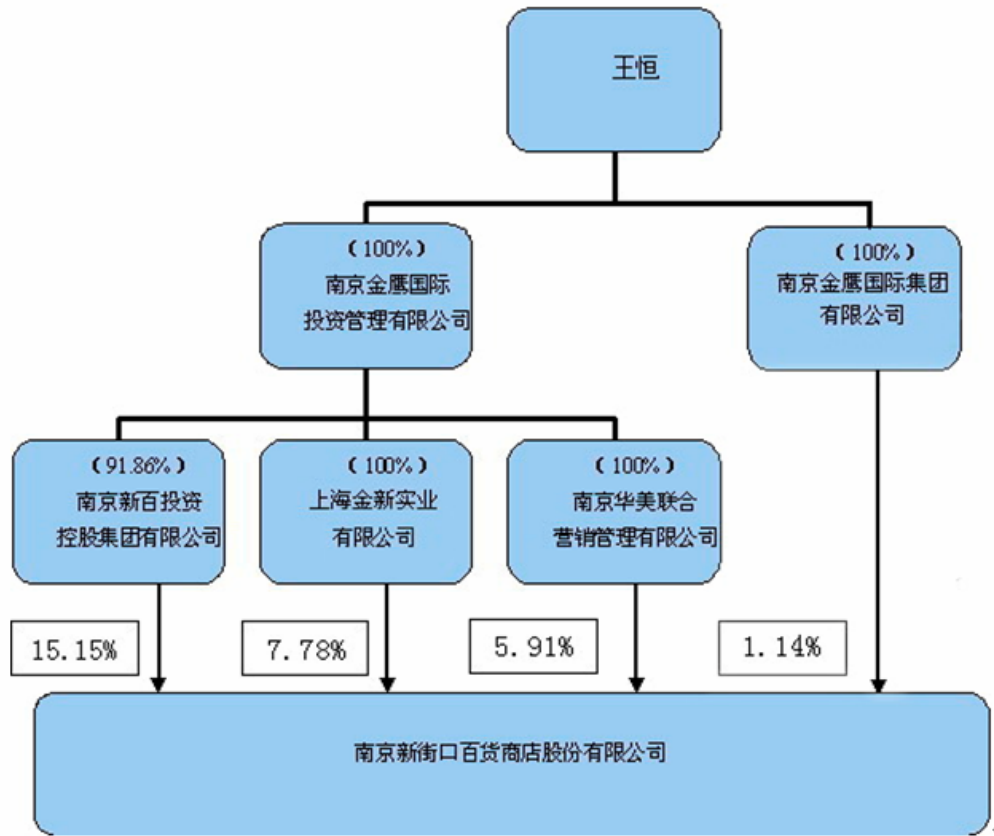 王恒
（100%）
南京金鹰国际
投资管理有限公司
（100%）
南京金鹰国际集团
有限公司
（91.86%）
南京新百投资
控股集团有限公司
（100%）
上海金新实业
有限公司
（100%）
南京华美联合
营销管理有限公司
15.15%
7.78%
5.91%
1.14%
南京新街口百货商店股份有限公司